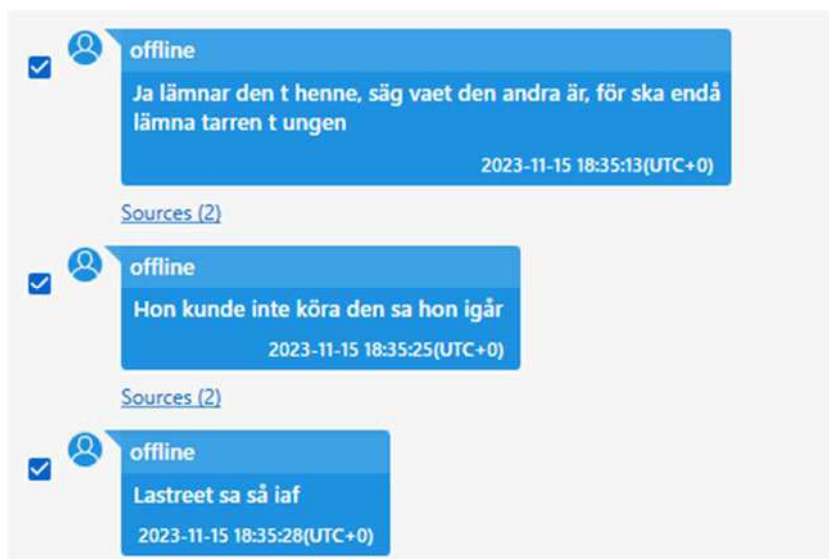 offline
Ja lämnar den t henne, säg vaet den andra är, för ska endå
lämna tarren t ungen
2023-11-15 18:35:13(UTC+0)
Sources (2)
offline
Hon kunde inte köra den sa hon igår
2023-11-15 18:35:25(UTC+0)
Sources (2)
offline
Lastreet sa så iaf
2023-11-15 18:35:28(UTC+0)